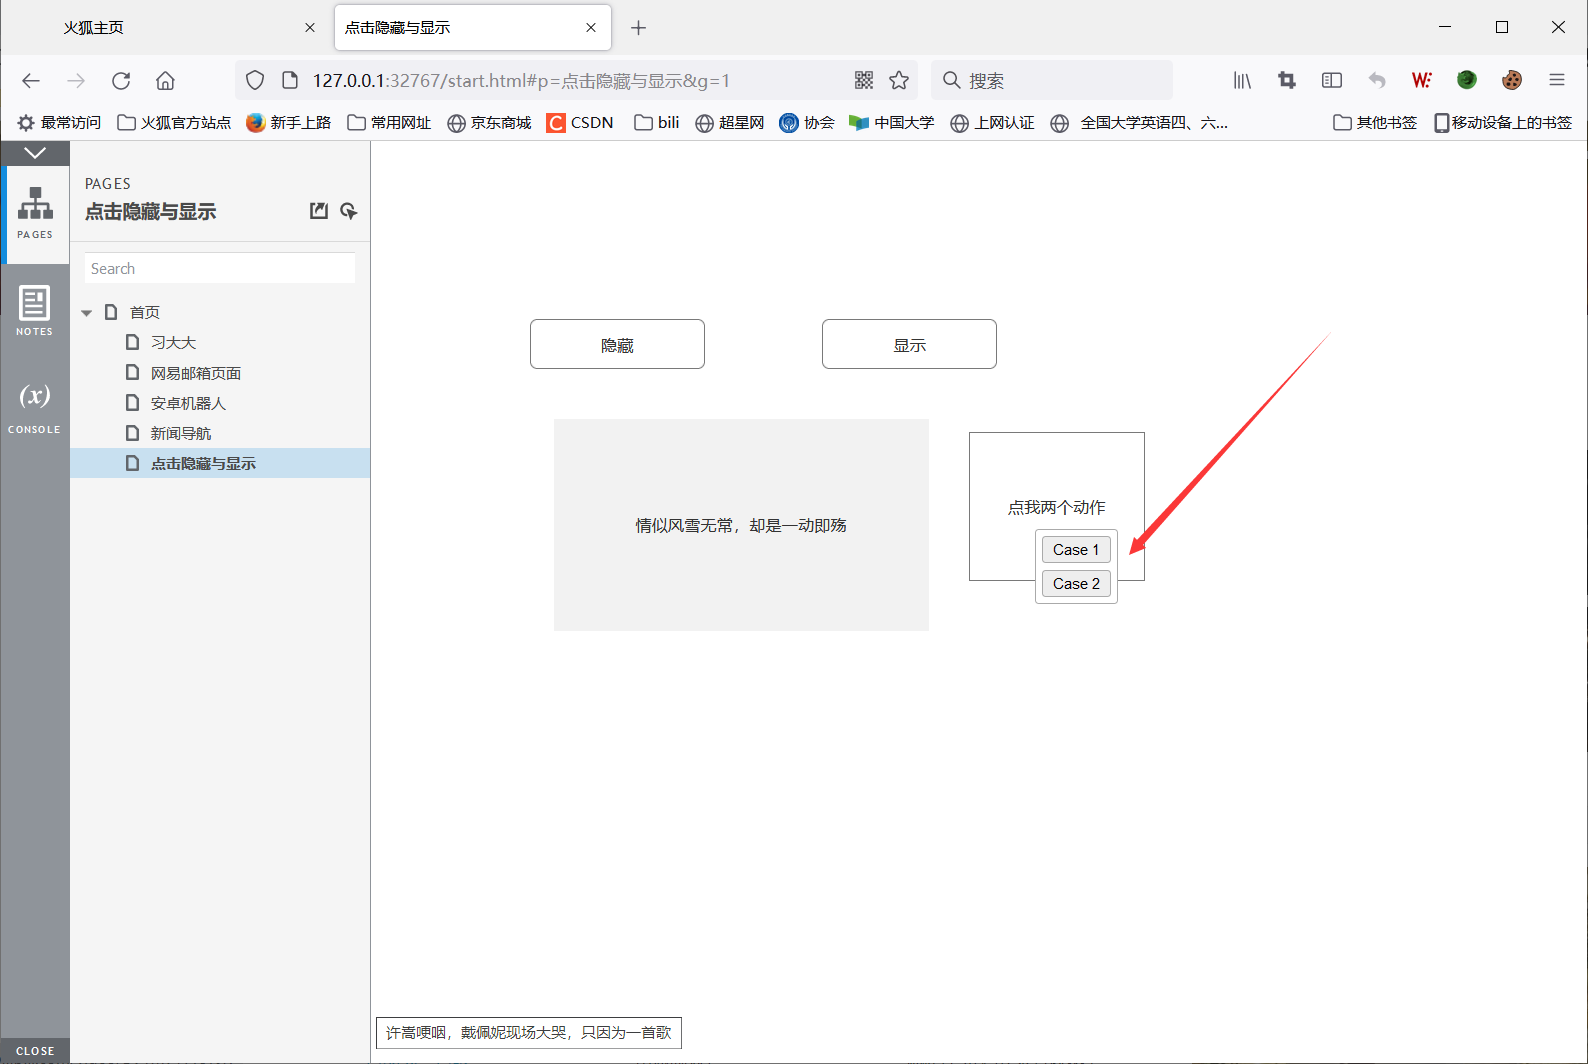 火狐主页
点击隐藏与显示
127.0.0.1:32767/start.html#p=点击隐藏与显示&g=1
搜索
最常访问 火狐官方站点 新手上路 常用网址 京东商城 CSDN bili 超星网 协会 中国大学 上网认证 全国大学英语四、六... 其他书签 移动设备上的书签
PAGES
NOTES
(x)
CONSOLE
CLOSE
PAGES
点击隐藏与显示
Search
首页
习大大
网易邮箱页面
安卓机器人
新闻导航
点击隐藏与显示
隐藏
显示
情似风雪无常，却是一动即殇
点我两个动作
Case 1
Case 2
许嵩哽咽，戴佩妮现场大哭，只因为一首歌